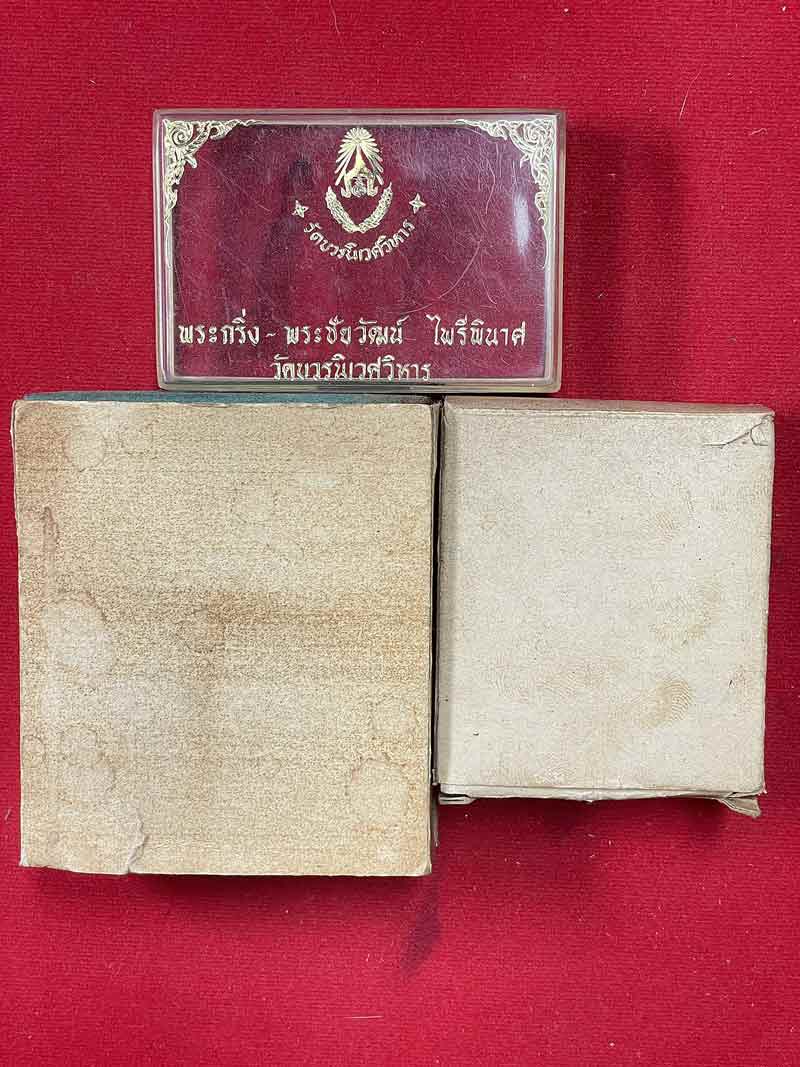 วัดบวรนิเวศวิหาร
พระกริ่ง - พระชัยวัฒน์ ไพรีพินาศ
วัดบวรนิเวศวิหาร